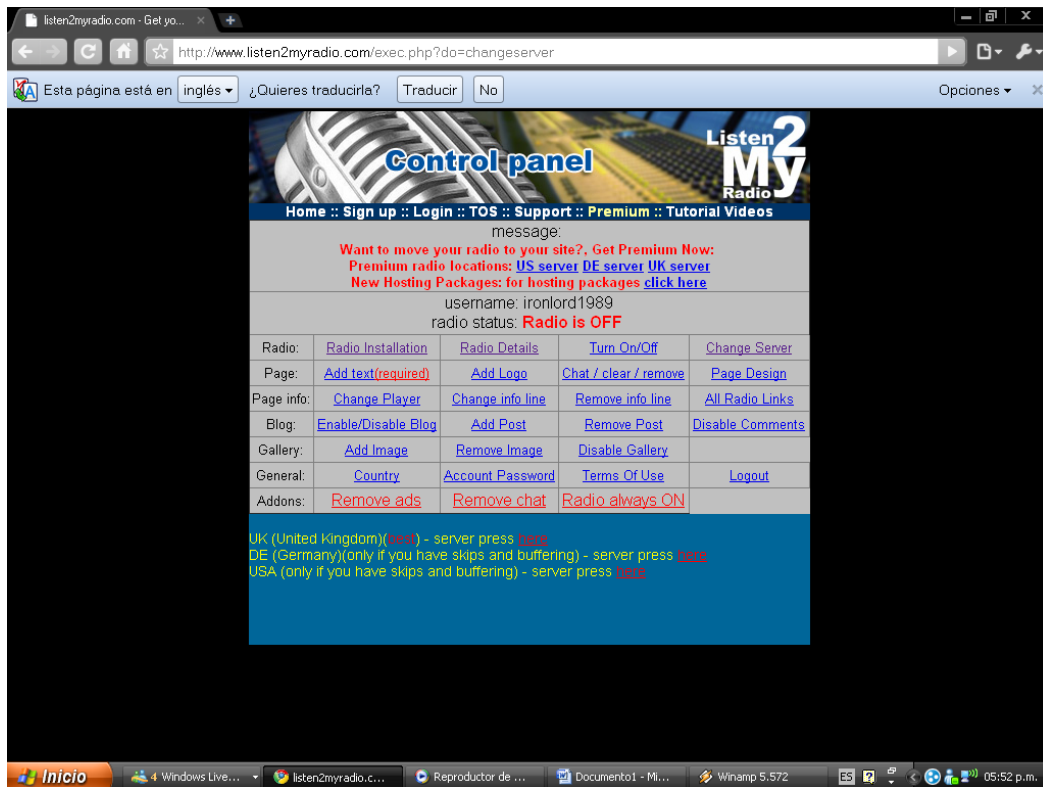 listen2myradio.com - Get yo...
http://www.listen2myradio.com/exec.php?do=changeserver
Esta página está en inglés ¿Quieres traducirla? Traducir No Opciones
Control panel
Listen 2 My Radio
Home :: Sign up :: Login :: TOS :: Support :: Premium :: Tutorial Videos
message:
Want to move your radio to your site?, Get Premium Now:
Premium radio locations: US server DE server UK server
New Hosting Packages: for hosting packages click here
username: ironlord1989
radio status: Radio is OFF
Radio: Radio Installation Radio Details Turn On/Off Change Server
Page: Add text(required) Add Logo Chat / clear / remove Page Design
Page info: Change Player Change info line Remove info line All Radio Links
Blog: Enable/Disable Blog Add Post Remove Post Disable Comments
Gallery: Add Image Remove Image Disable Gallery
General: Country Account Password Terms Of Use Logout
Addons: Remove ads Remove chat Radio always ON
UK (United Kingdom)(best) - server press here
DE (Germany)(only if you have skips and buffering) - server press here
USA (only if you have skips and buffering) - server press here
Inicio 4 Windows Live... listen2myradio.c... Reproductor de ... Documento1 - Mi... Winamp 5.572 ES 05:52 p.m.